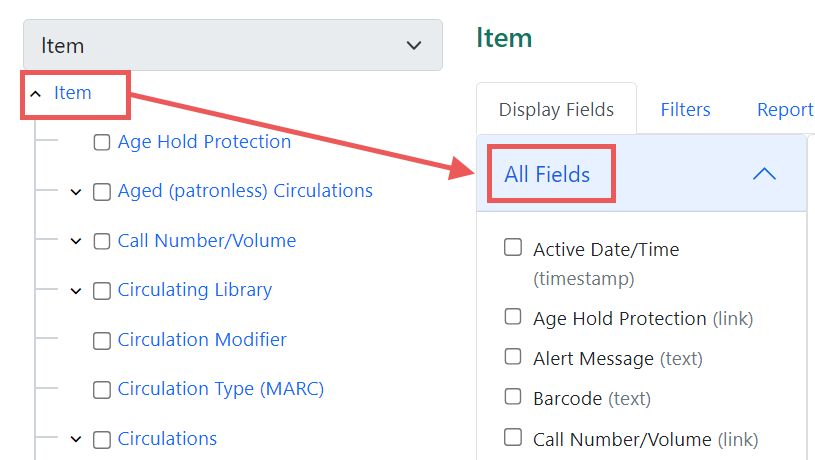 Item
Item
Age Hold Protection
Aged (patronless) Circulations
Call Number/Volume
Circulating Library
Circulation Modifier
Circulation Type (MARC)
Circulations
Item
Display Fields
Filters
Report
All Fields
Active Date/Time
(timestamp)
Age Hold Protection (link)
Alert Message (text)
Barcode (text)
Call Number/Volume (link)